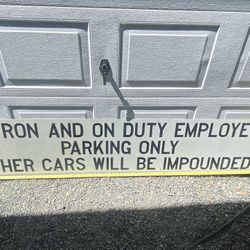 RON AND ON DUTY EMPLOYE
PARKING ONLY
HER CARS WILL BE IMPOUNDED